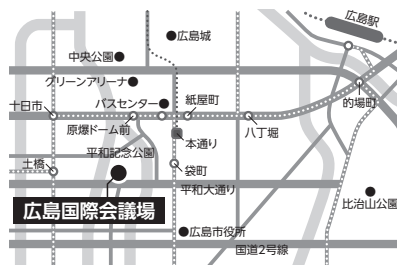 広島駅
広島城
中央公園
グリーンアリーナ
バスセンター
紙屋町
十日市
原爆ドーム前
八丁堀
的場町
本通り
平和記念公園
土橋
袋町
平和大通り
広島国際会議場
比治山公園
広島市役所
国道2号線